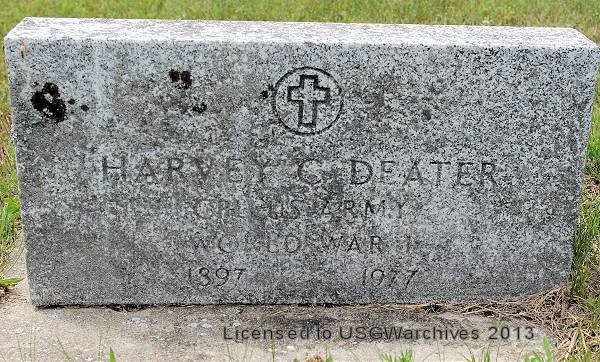 HARVEY C DEATER
CPL US ARMY
WORLD WAR I
1897 1977
Licensed to USGWarchives 2013